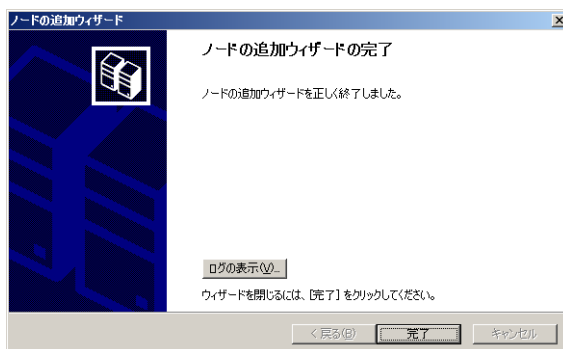 ノードの追加ウィザード
ノードの追加ウィザードの完了
ノードの追加ウィザードを正しく終了しました。
ログの表示(V)...
ウィザードを閉じるには、[完了] をクリックしてください。
< 戻る(B)
完了
キャンセル